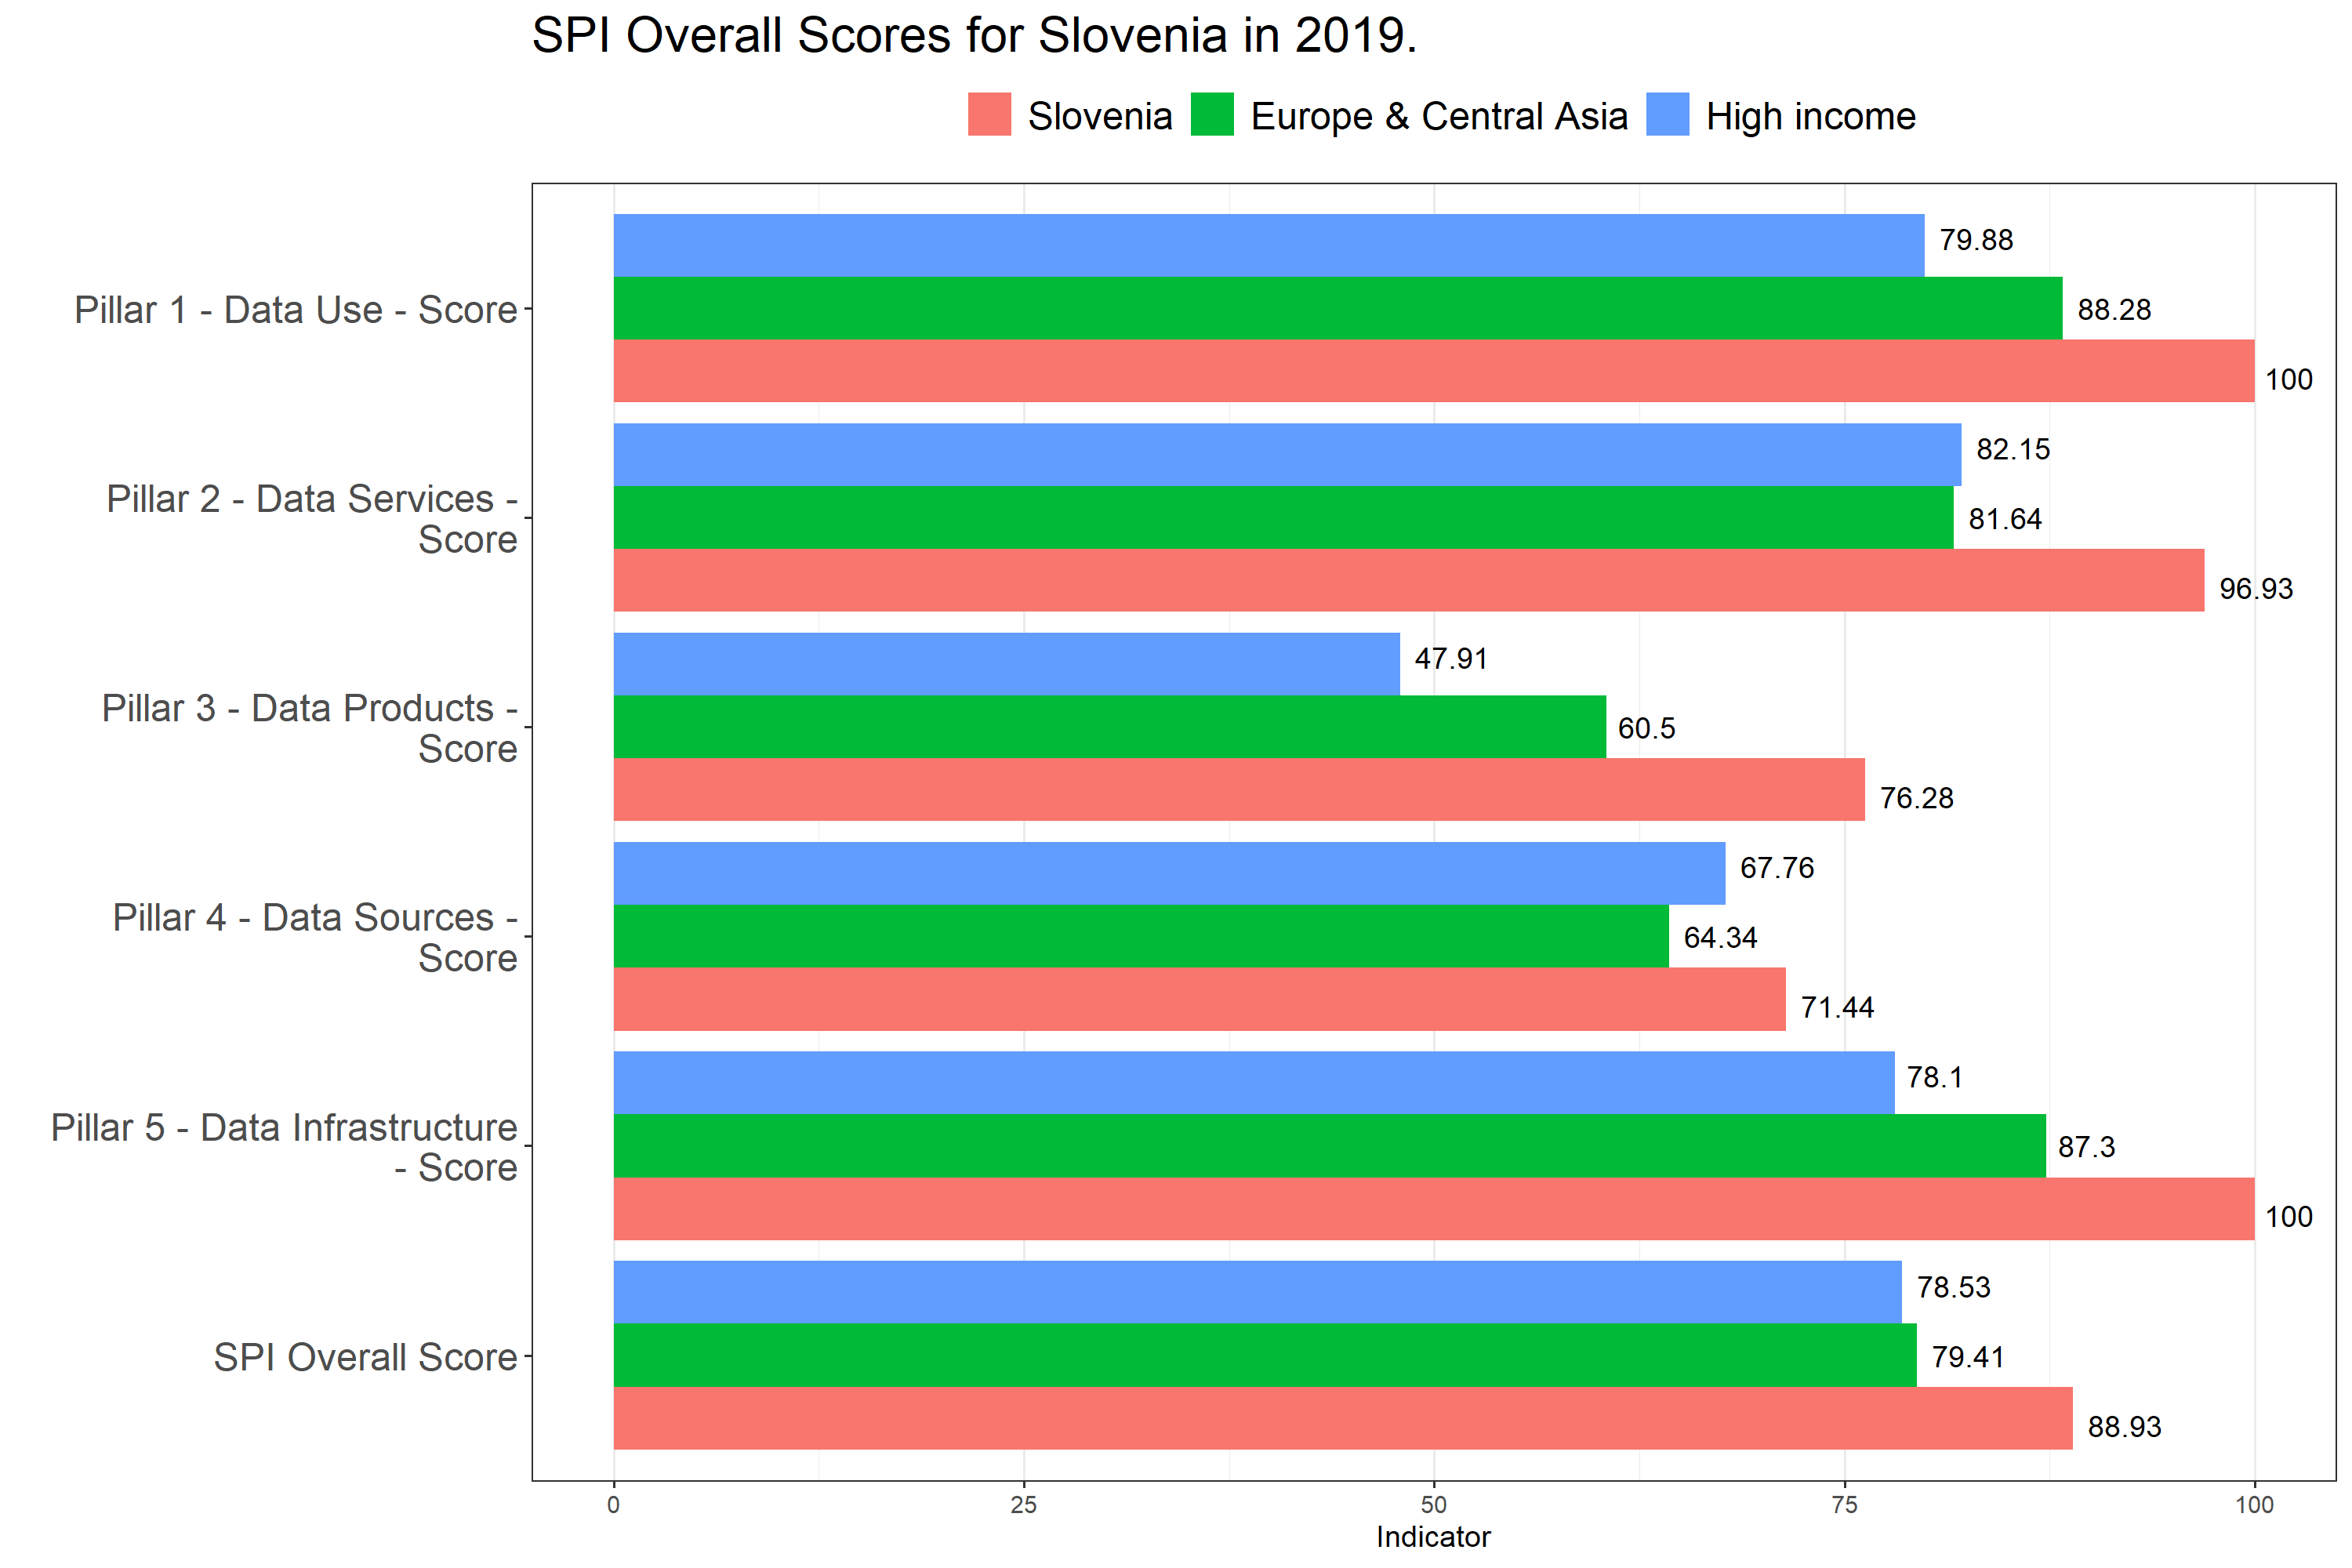 SPI Overall Scores for Slovenia in 2019.
Slovenia Europe & Central Asia High income
Pillar 1 - Data Use - Score
79.88
88.28
100
Pillar 2 - Data Services -
Score
82.15
81.64
96.93
Pillar 3 - Data Products -
Score
47.91
60.5
76.28
Pillar 4 - Data Sources -
Score
67.76
64.34
71.44
Pillar 5 - Data Infrastructure
- Score
78.1
87.3
100
SPI Overall Score
78.53
79.41
88.93
0 25 50 75 100
Indicator